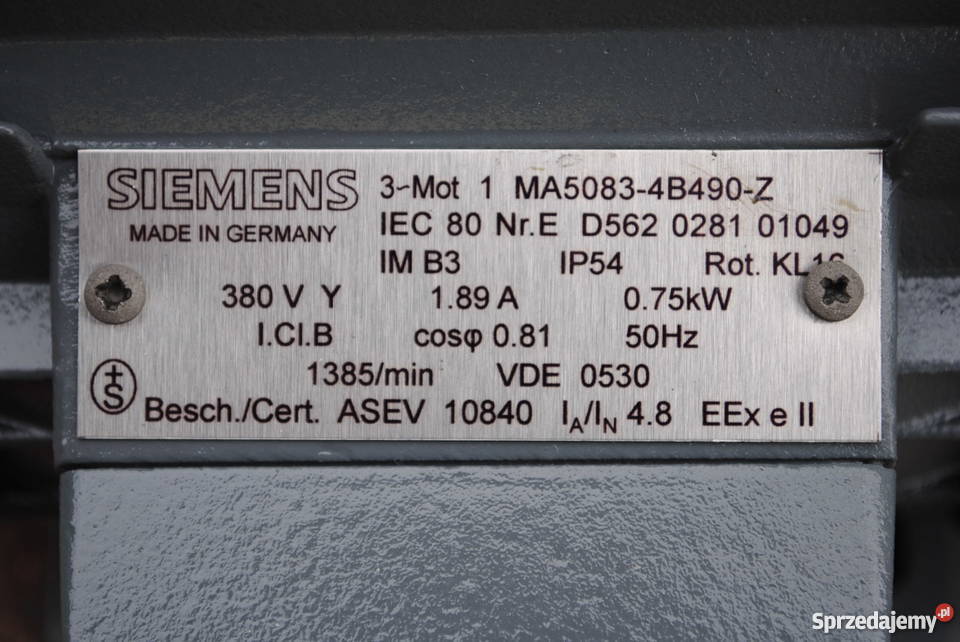 SIEMENS 3~Mot 1 MA5083-4B490-Z
MADE IN GERMANY IEC 80 Nr.E D562 0281 01049
IM B3 IP54 Rot. KL16
380 V Y 1.89 A 0.75kW
I.Cl.B cosφ 0.81 50Hz
1385/min VDE 0530
+S Besch./Cert. ASEV 10840 IA/IN 4.8 EEx e II
Sprzedajemy.pl